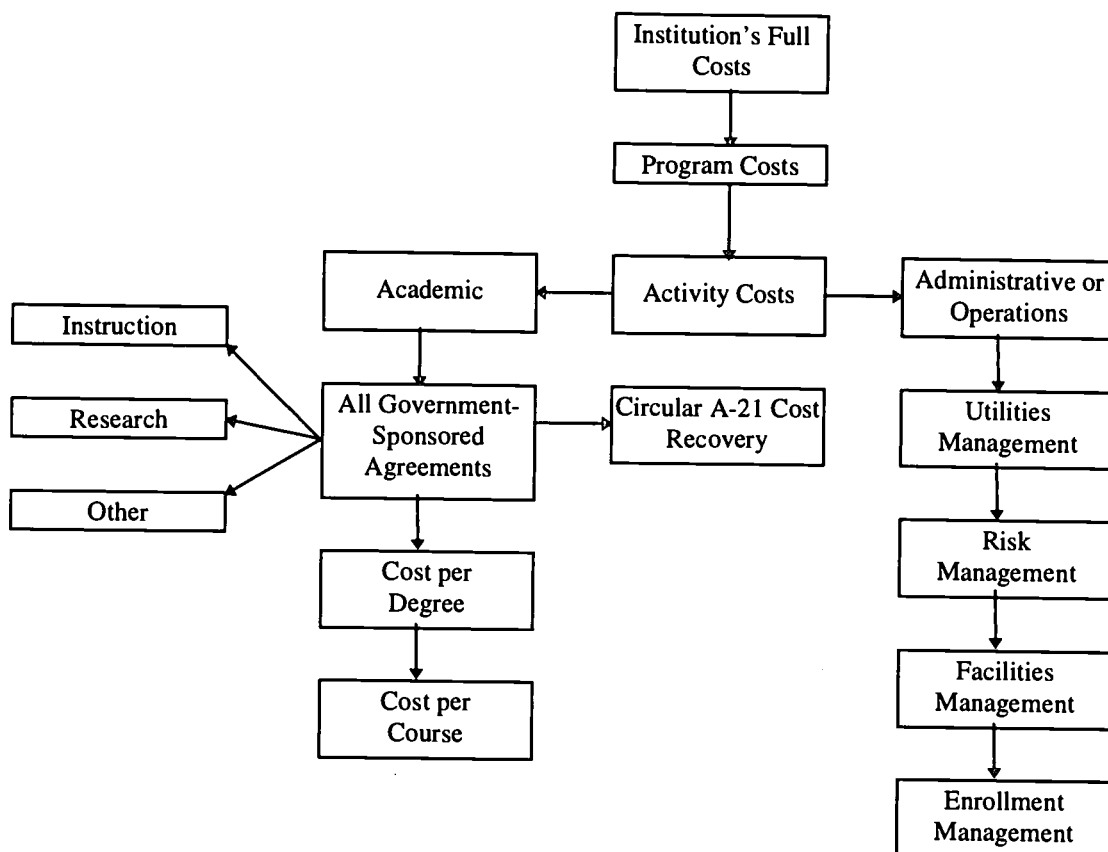 Institution's Full
Costs
Program Costs
Academic
Activity Costs
Administrative or
Operations
Instruction
Research
Other
All Government-
Sponsored
Agreements
Circular A-21 Cost
Recovery
Utilities
Management
Cost per
Degree
Risk
Management
Cost per
Course
Facilities
Management
Enrollment
Management